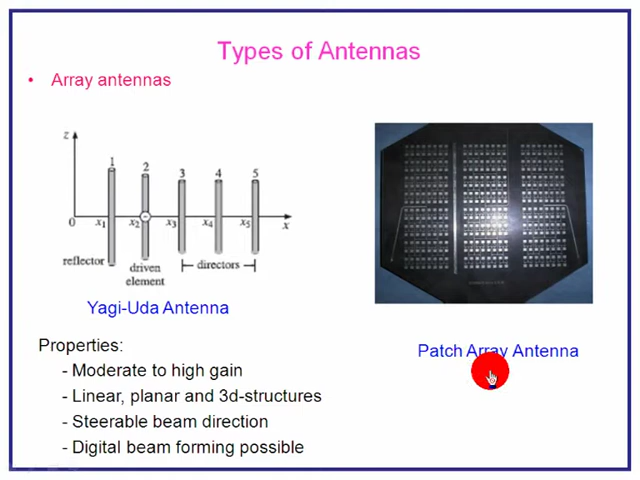 Types of Antennas
• Array antennas
z
1 2 3 4 5
0 x1 x2 x3 x4 x5 x
reflector
driven
element
directors
Yagi-Uda Antenna
Patch Array Antenna
Properties:
- Moderate to high gain
- Linear, planar and 3d-structures
- Steerable beam direction
- Digital beam forming possible